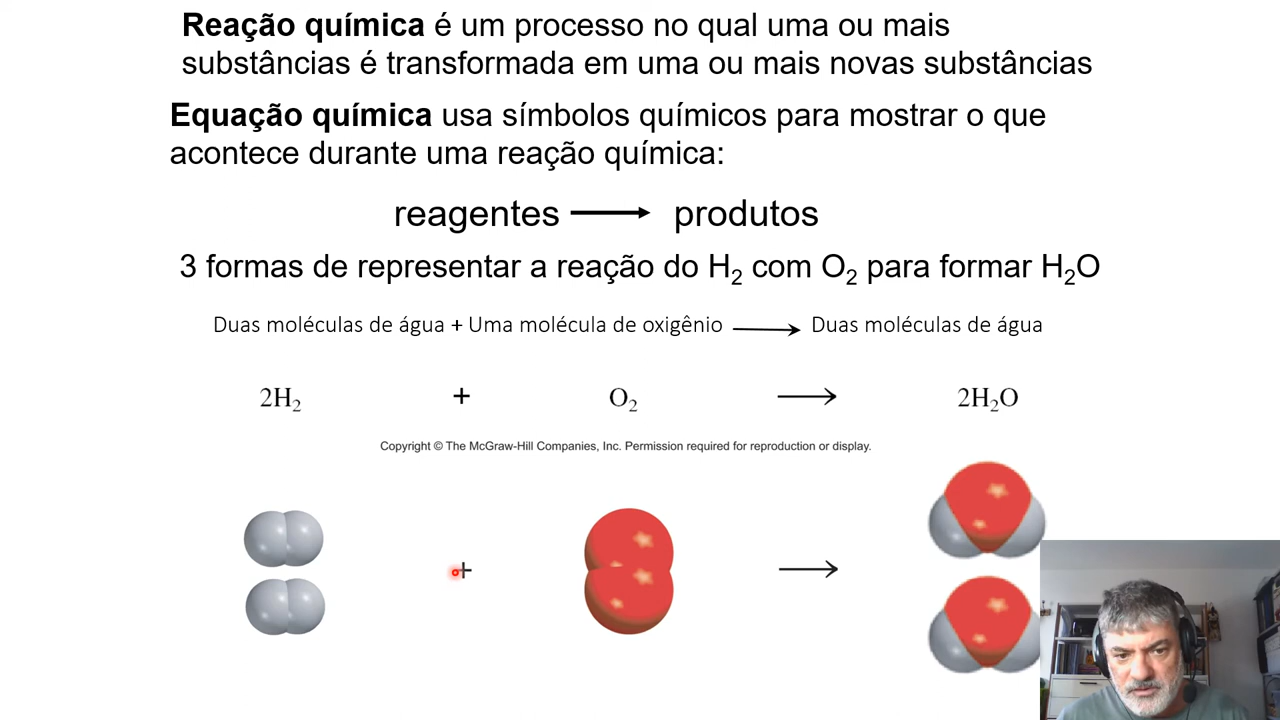 Reação química é um processo no qual uma ou mais
substâncias é transformada em uma ou mais novas substâncias
Equação química usa símbolos químicos para mostrar o que
acontece durante uma reação química:
reagentes ⟶ produtos
3 formas de representar a reação do H₂ com O₂ para formar H₂O
Duas moléculas de água + Uma molécula de oxigênio ⟶ Duas moléculas de água
2H₂ + O₂ ⟶ 2H₂O
Copyright © The McGraw-Hill Companies, Inc. Permission required for reproduction or display.
+ ⟶